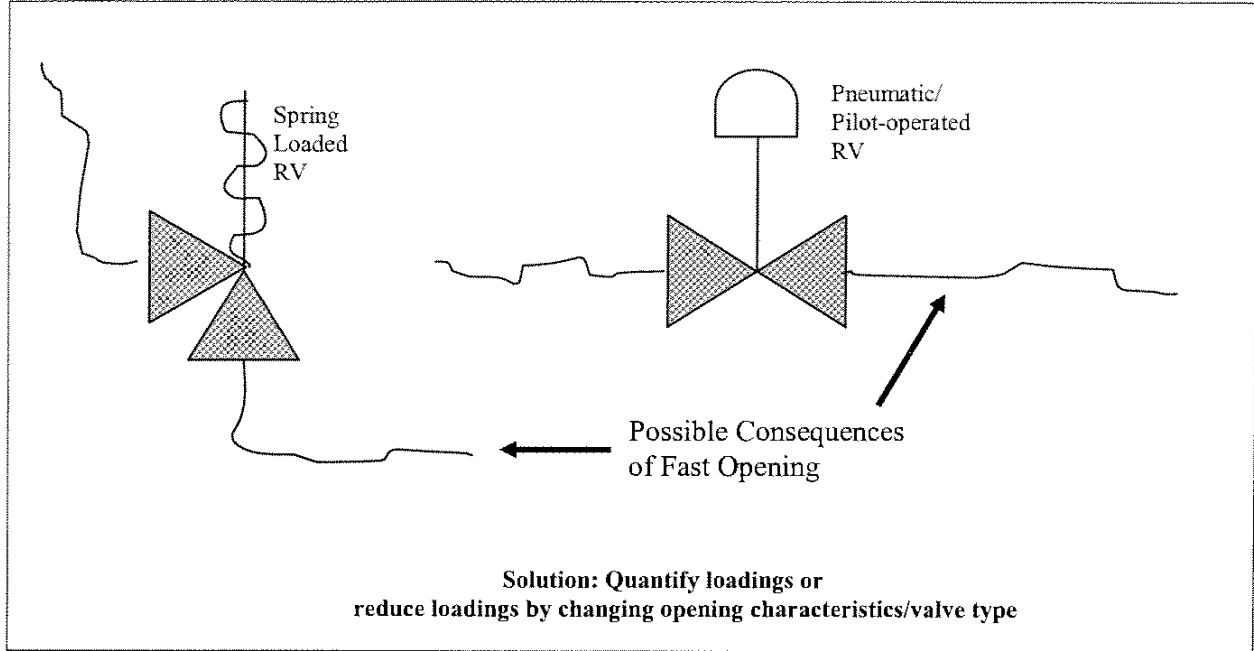 Spring
Loaded
RV
Pneumatic/
Pilot-operated
RV
Possible Consequences
of Fast Opening
Solution: Quantify loadings or
reduce loadings by changing opening characteristics/valve type